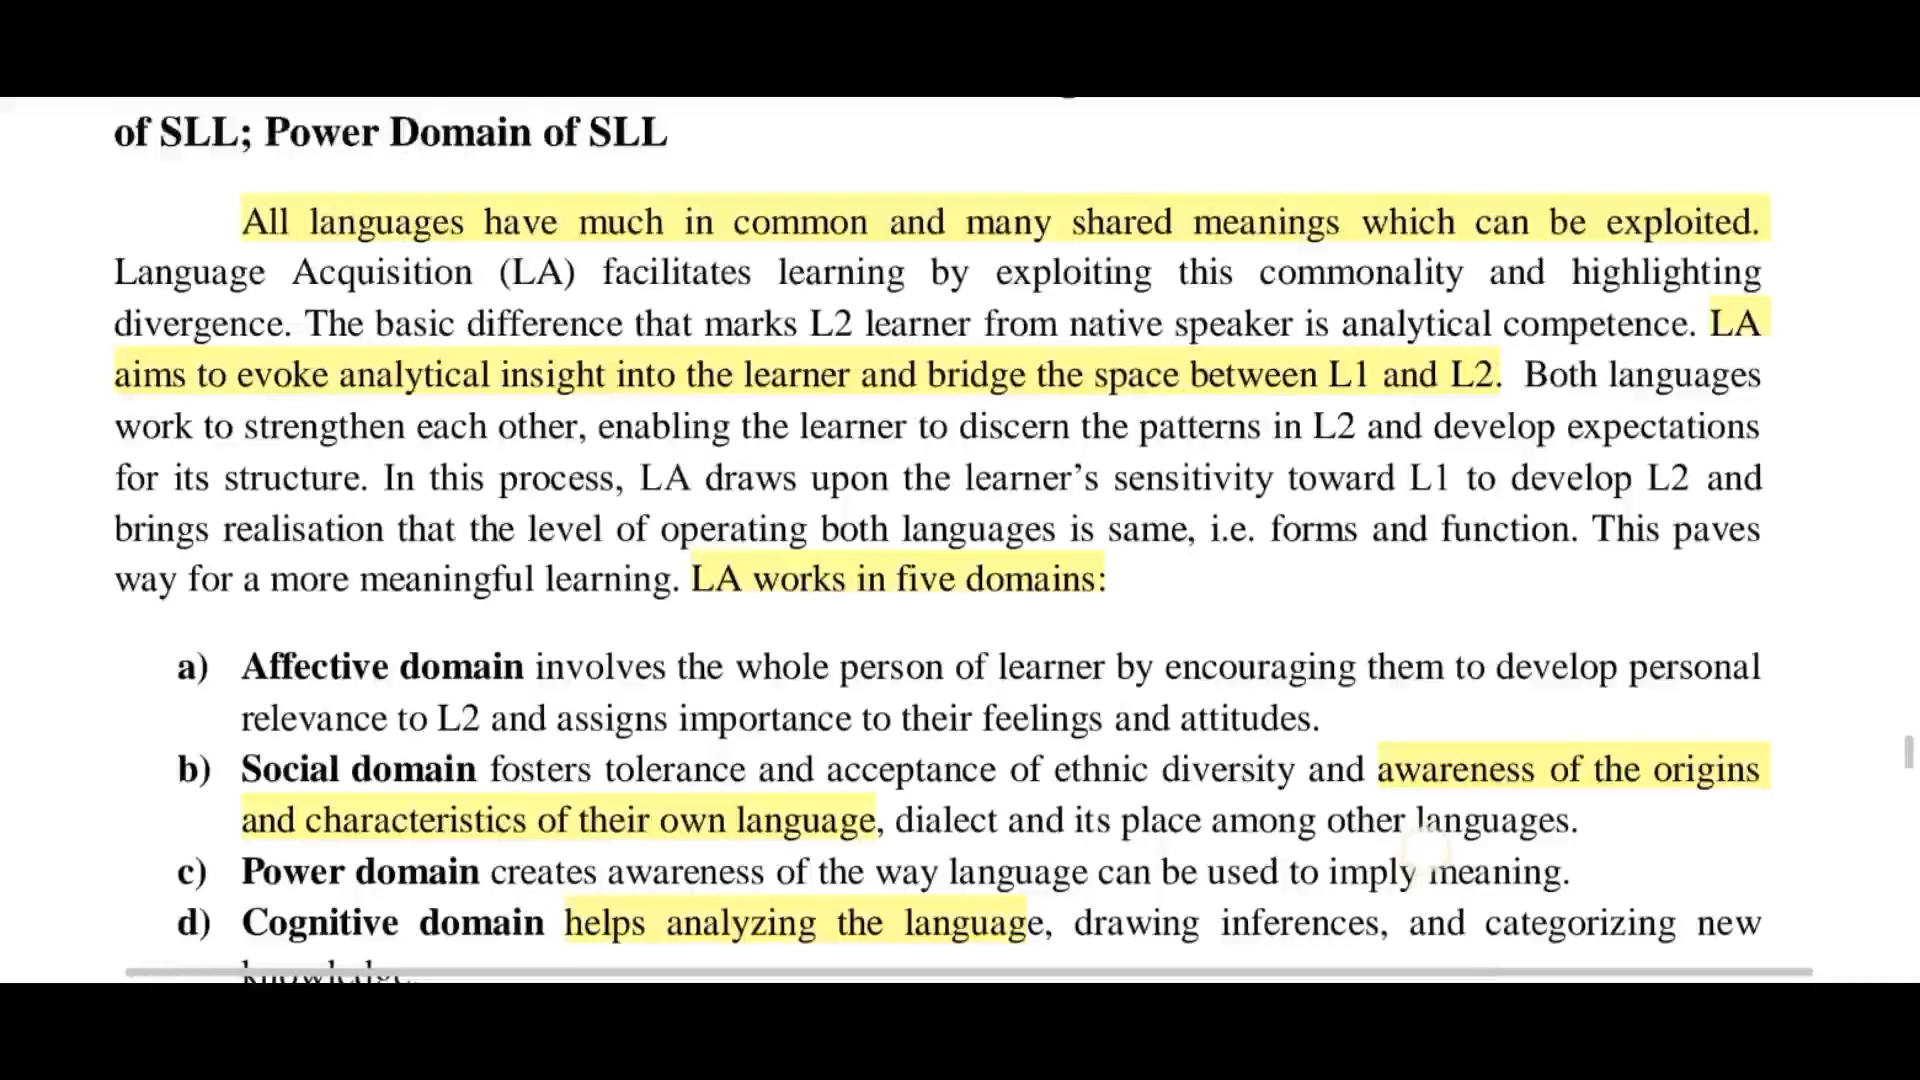 of SLL; Power Domain of SLL
All languages have much in common and many shared meanings which can be exploited.
Language Acquisition (LA) facilitates learning by exploiting this commonality and highlighting
divergence. The basic difference that marks L2 learner from native speaker is analytical competence. LA
aims to evoke analytical insight into the learner and bridge the space between L1 and L2. Both languages
work to strengthen each other, enabling the learner to discern the patterns in L2 and develop expectations
for its structure. In this process, LA draws upon the learner’s sensitivity toward L1 to develop L2 and
brings realisation that the level of operating both languages is same, i.e. forms and function. This paves
way for a more meaningful learning. LA works in five domains:
a) Affective domain involves the whole person of learner by encouraging them to develop personal
relevance to L2 and assigns importance to their feelings and attitudes.
b) Social domain fosters tolerance and acceptance of ethnic diversity and awareness of the origins
and characteristics of their own language, dialect and its place among other languages.
c) Power domain creates awareness of the way language can be used to imply meaning.
d) Cognitive domain helps analyzing the language, drawing inferences, and categorizing new
knowledge.